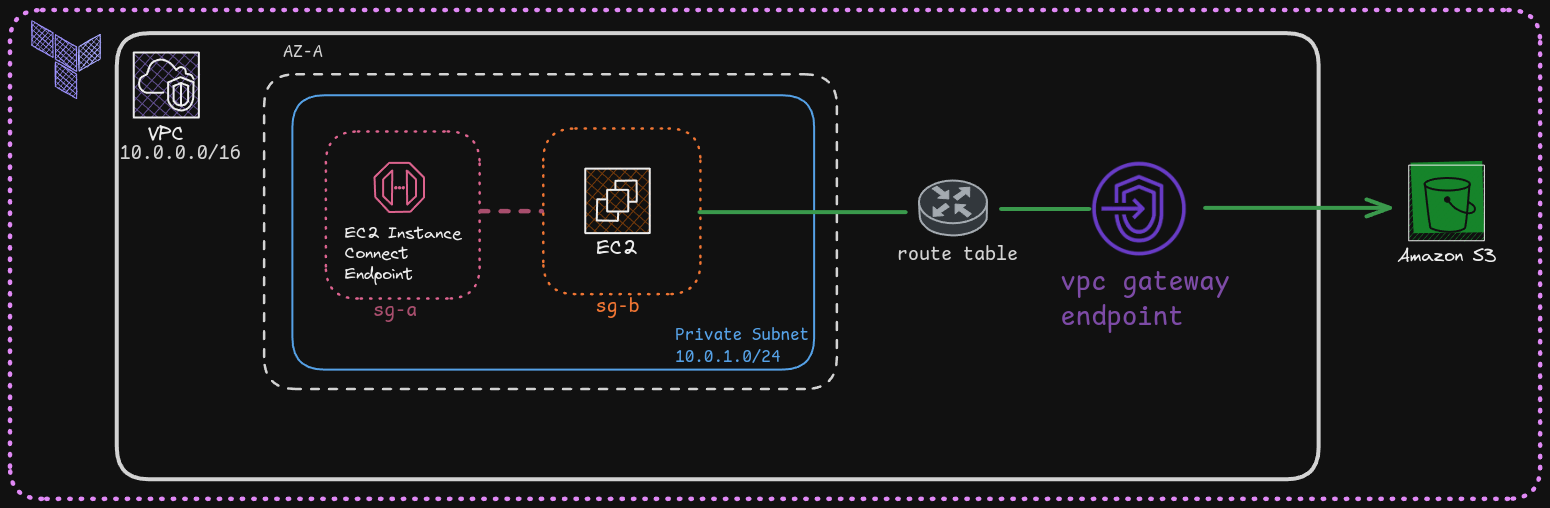 AZ-A
VPC
10.0.0.0/16
EC2 Instance
Connect
Endpoint
sg-a
EC2
sg-b
Private Subnet
10.0.1.0/24
route table
vpc gateway
endpoint
Amazon S3